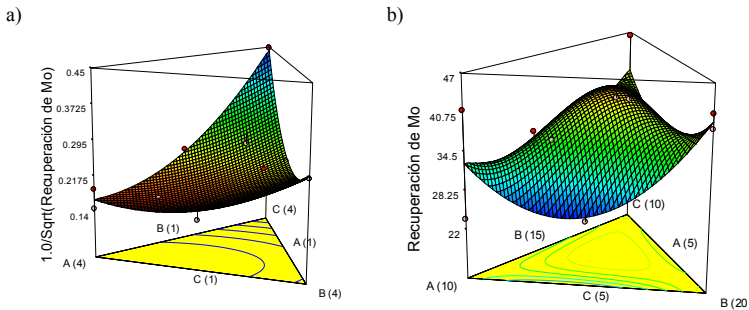 a)
1.0/Sqrt(Recuperación de Mo)
0.45
0.3725
0.295
0.2175
0.14
A (4)
B (1)
C (1)
C (4)
A (1)
B (4)
b)
Recuperación de Mo
47
40.75
34.5
28.25
22
A (10)
B (15)
C (5)
C (10)
A (5)
B (20